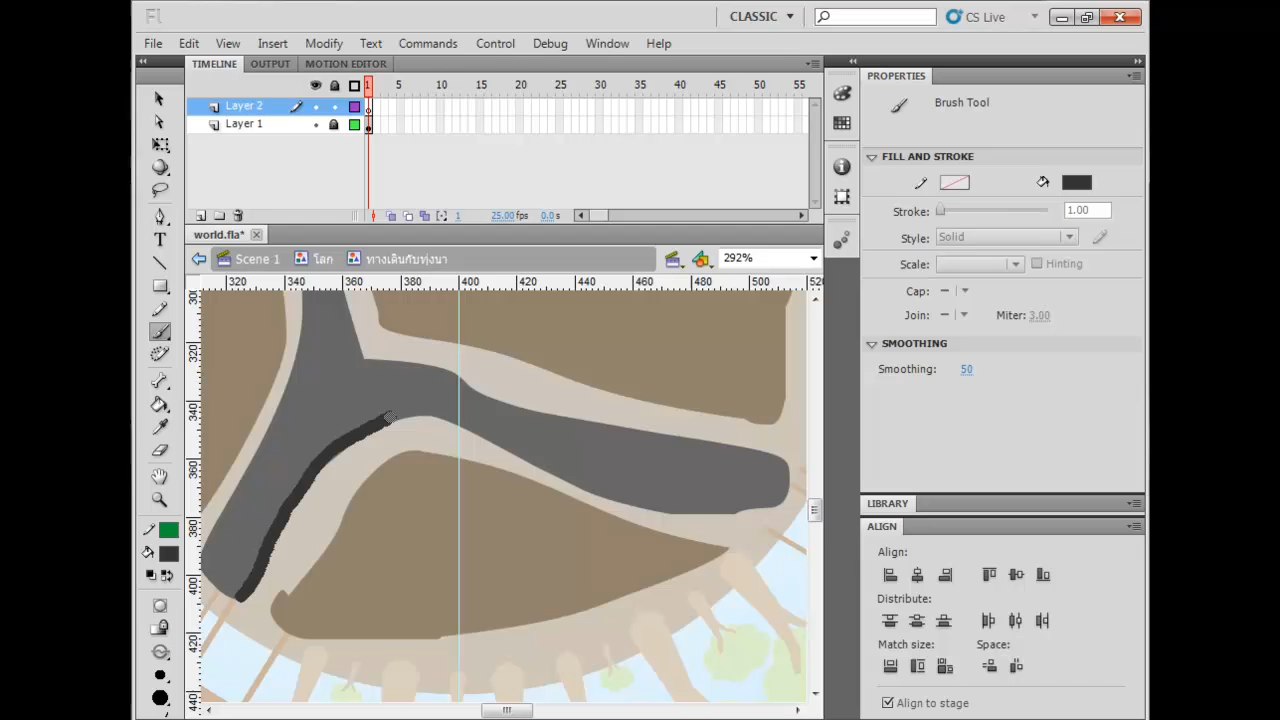 Fl CLASSIC CS Live
File Edit View Insert Modify Text Commands Control Debug Window Help
TIMELINE OUTPUT MOTION EDITOR
1 5 10 15 20 25 30 35 40 45 50 55
Layer 2
Layer 1
1 25.00 fps 0.0 s
world.fla*
Scene 1 โลก ทางเดินกับทุ่งนา 292%
320 340 360 380 400 420 440 460 480 500 520
300
320
340
360
380
400
420
440
PROPERTIES
Brush Tool
FILL AND STROKE
Stroke: 1.00
Style: Solid
Scale: Hinting
Cap:
Join: Miter: 3.00
SMOOTHING
Smoothing: 50
LIBRARY
ALIGN
Align:
Distribute:
Match size: Space:
Align to stage